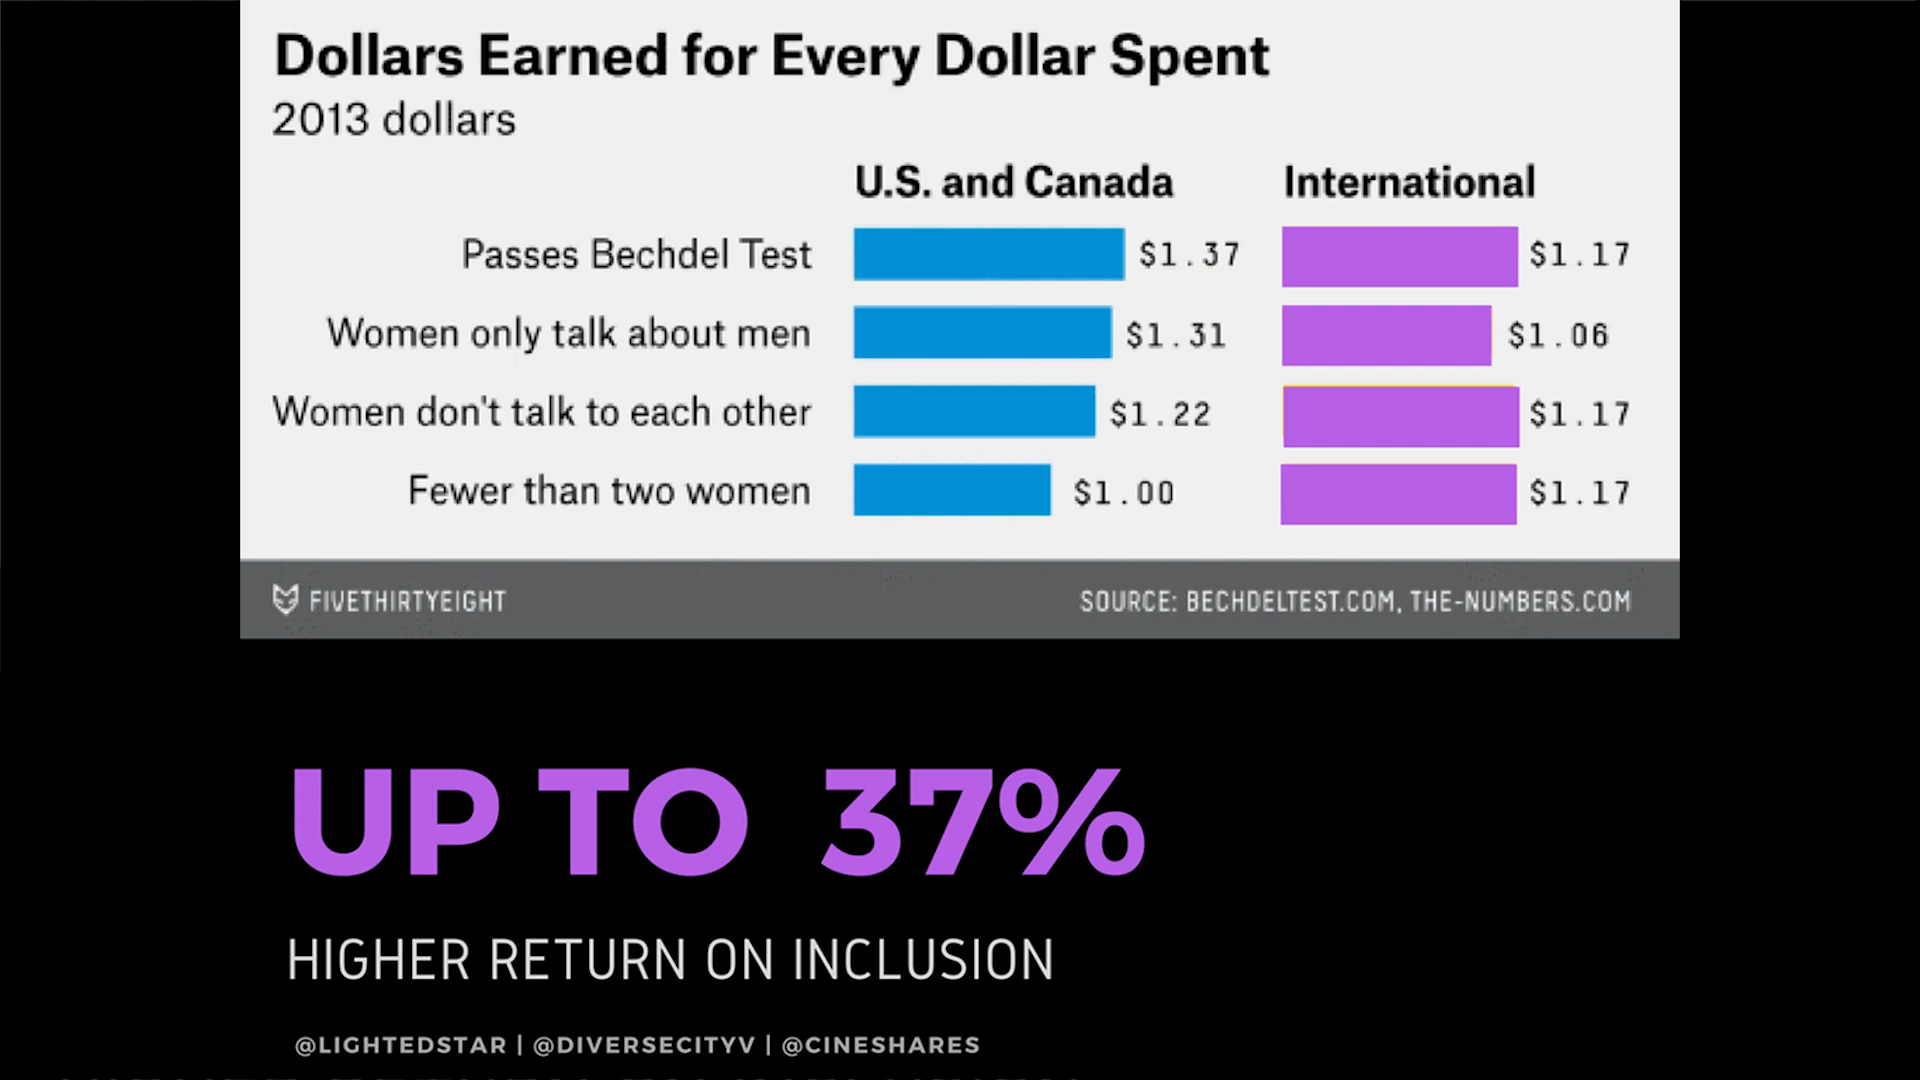 Dollars Earned for Every Dollar Spent
2013 dollars
U.S. and Canada International
Passes Bechdel Test $1.37 $1.17
Women only talk about men $1.31 $1.06
Women don't talk to each other $1.22 $1.17
Fewer than two women $1.00 $1.17
FIVETHIRTYEIGHT SOURCE: BECHDELTEST.COM, THE-NUMBERS.COM
UP TO 37%
HIGHER RETURN ON INCLUSION
@LIGHTEDSTAR | @DIVERSECITYV | @CINESHARES